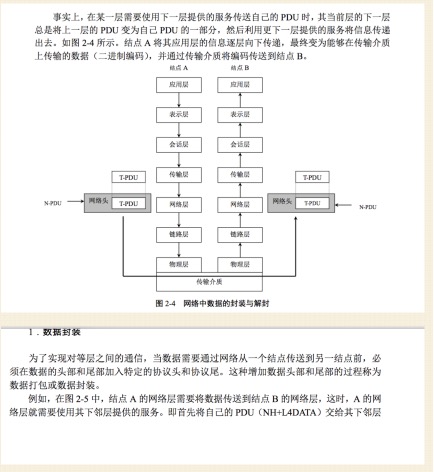 事实上，在某一层需要使用下一层提供的服务传送自己的 PDU 时，其当前层的下一层
总是将上一层的 PDU 变为自己 PDU 的一部分，然后利用更下一层提供的服务将信息传递
出去。如图 2-4 所示。结点 A 将其应用层的信息逐层向下传递，最终变为能够在传输介质
上传输的数据（二进制编码），并通过传输介质将编码传送到结点 B。
结点 A 结点 B
应用层 应用层
表示层 表示层
会话层 会话层
T-PDU 传输层 传输层 T-PDU
N-PDU 网络头 T-PDU 网络层 网络层 网络头 T-PDU N-PDU
链路层 链路层
物理层 物理层
传输介质
图 2-4 网络中数据的封装与解封
1．数据封装
为了实现对等层之间的通信，当数据需要通过网络从一个结点传送到另一结点前，必
须在数据的头部和尾部加入特定的协议头和协议尾。这种增加数据头部和尾部的过程称为
数据打包或数据封装。
例如，在图 2-5 中，结点 A 的网络层需要将数据传送到结点 B 的网络层，这时，A 的网
络层就需要使用其下邻层提供的服务。即首先将自己的 PDU（NH+L4DATA）交给其下邻层